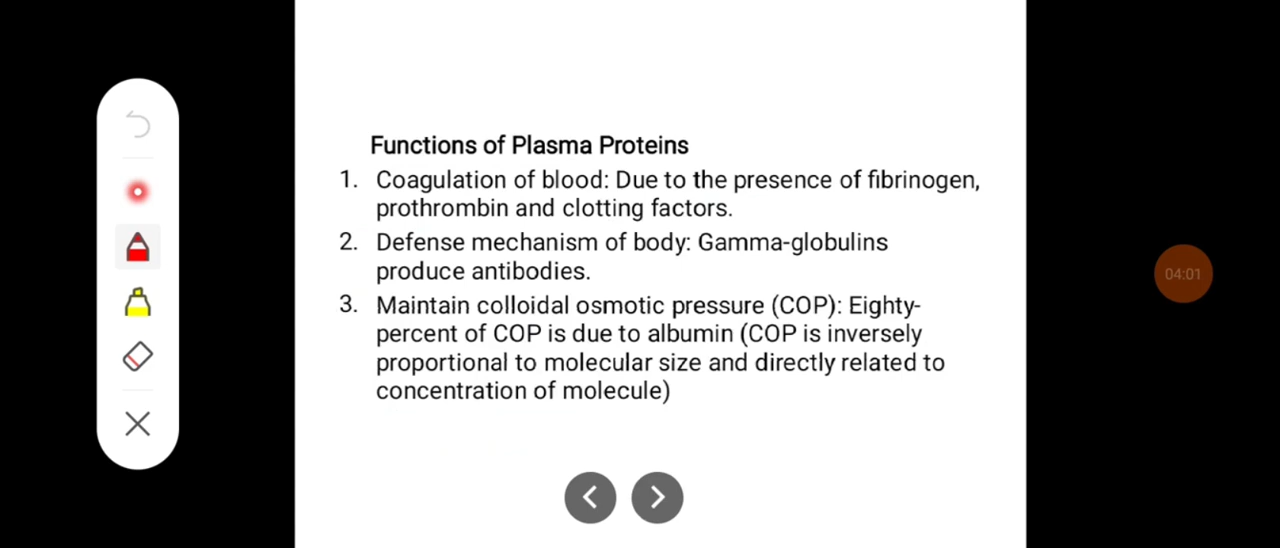 Functions of Plasma Proteins
1. Coagulation of blood: Due to the presence of fibrinogen,
prothrombin and clotting factors.
2. Defense mechanism of body: Gamma-globulins
produce antibodies.
3. Maintain colloidal osmotic pressure (COP): Eighty-
percent of COP is due to albumin (COP is inversely
proportional to molecular size and directly related to
concentration of molecule)
04:01